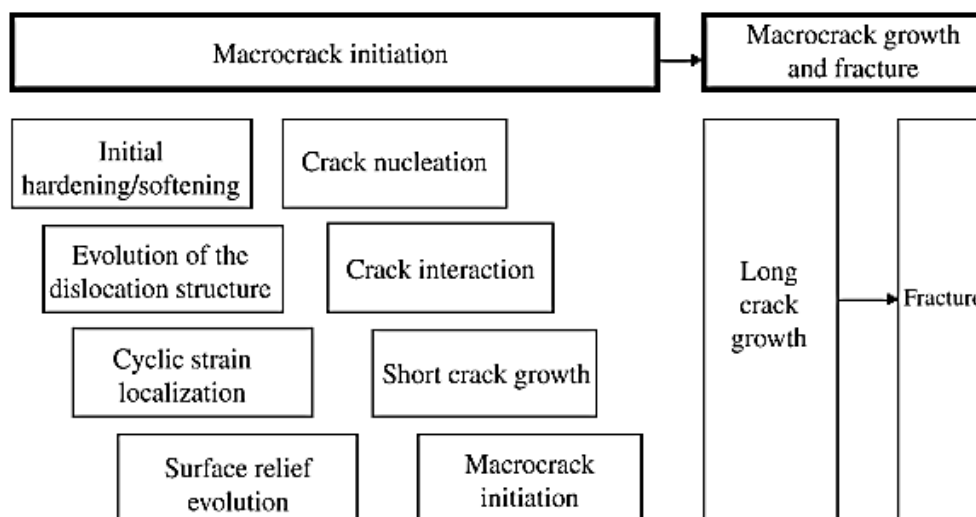 Macrocrack initiation
Macrocrack growth
and fracture
Initial
hardening/softening
Evolution of the
dislocation structure
Cyclic strain
localization
Surface relief
evolution
Crack nucleation
Crack interaction
Short crack growth
Macrocrack
initiation
Long
crack
growth
Fracture